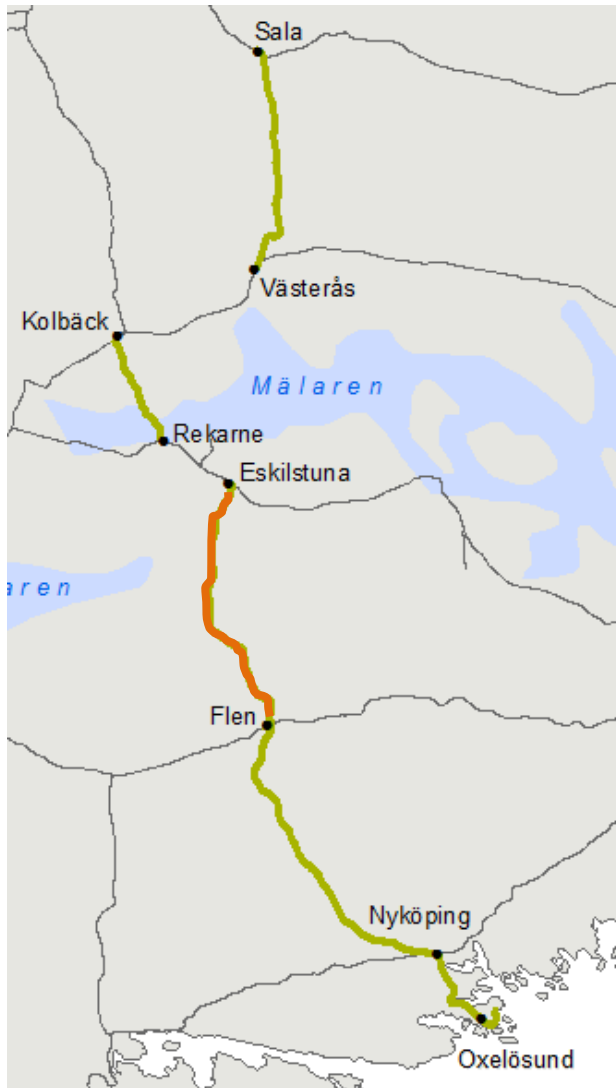 Sala
Västerås
Kolbäck
Mälaren
Rekarne
Eskilstuna
aren
Flen
Nyköping
Oxelösund